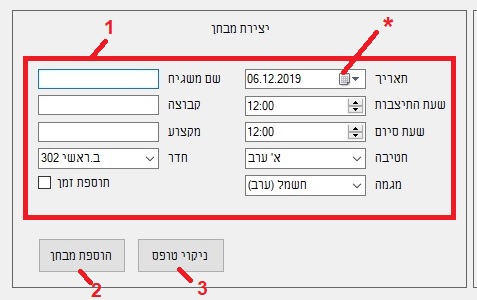 יצירת מבחן
1
*
תאריך 06.12.2019 שם משגיח
שעת התיצבות 12:00 קבוצה
שעת סיום 12:00 מקצוע
חטיבה א' ערב חדר ב.ראשי 302
מגמה חשמל (ערב) תוספת זמן
ניקוי טופס הוספת מבחן
3 2